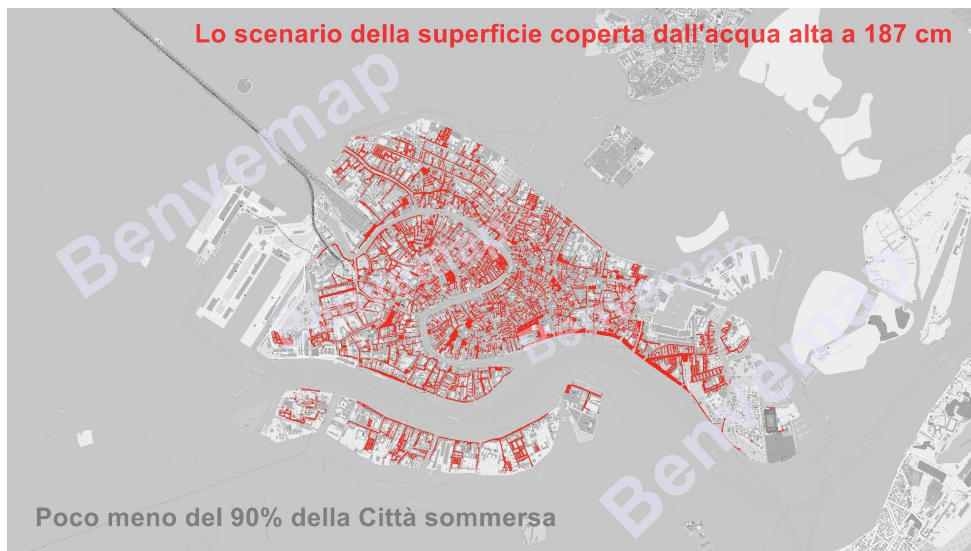 Lo scenario della superficie coperta dall'acqua alta a 187 cm
Benvemap
Benvemap
Benvemap
Benvemap
Poco meno del 90% della Città sommersa